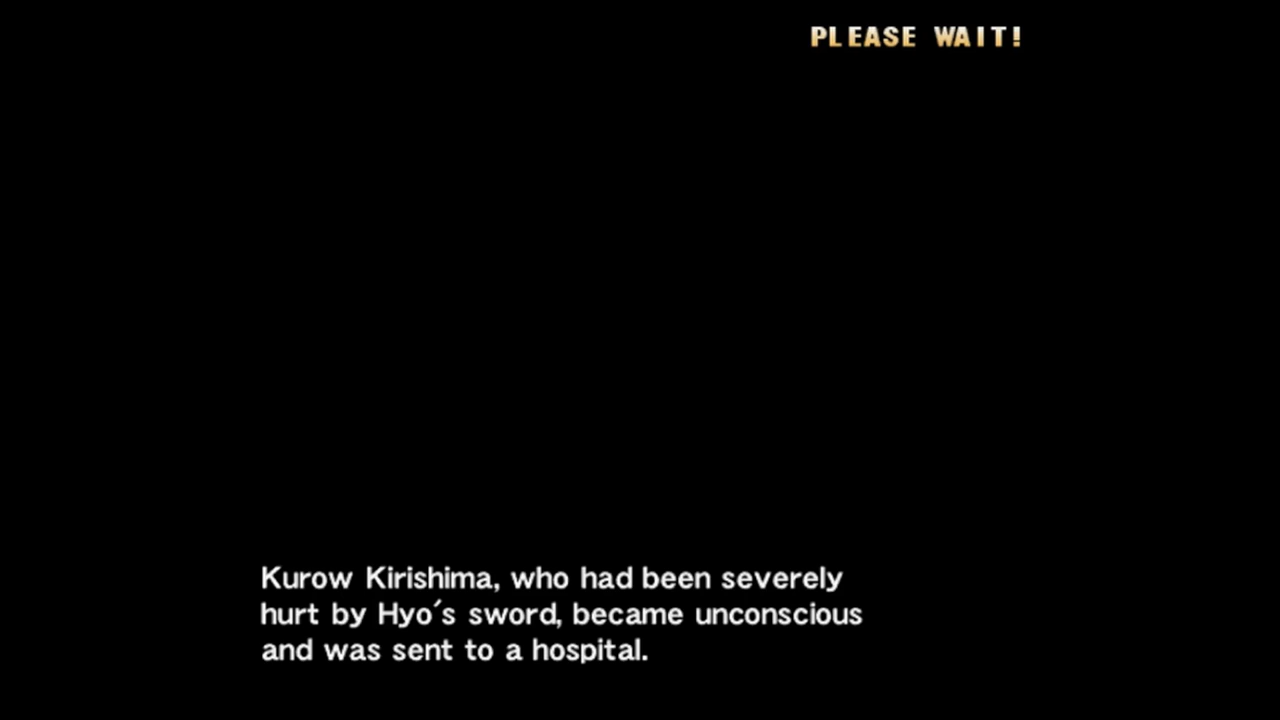 PLEASE WAIT!
Kurow Kirishima, who had been severely
hurt by Hyo´s sword, became unconscious
and was sent to a hospital.